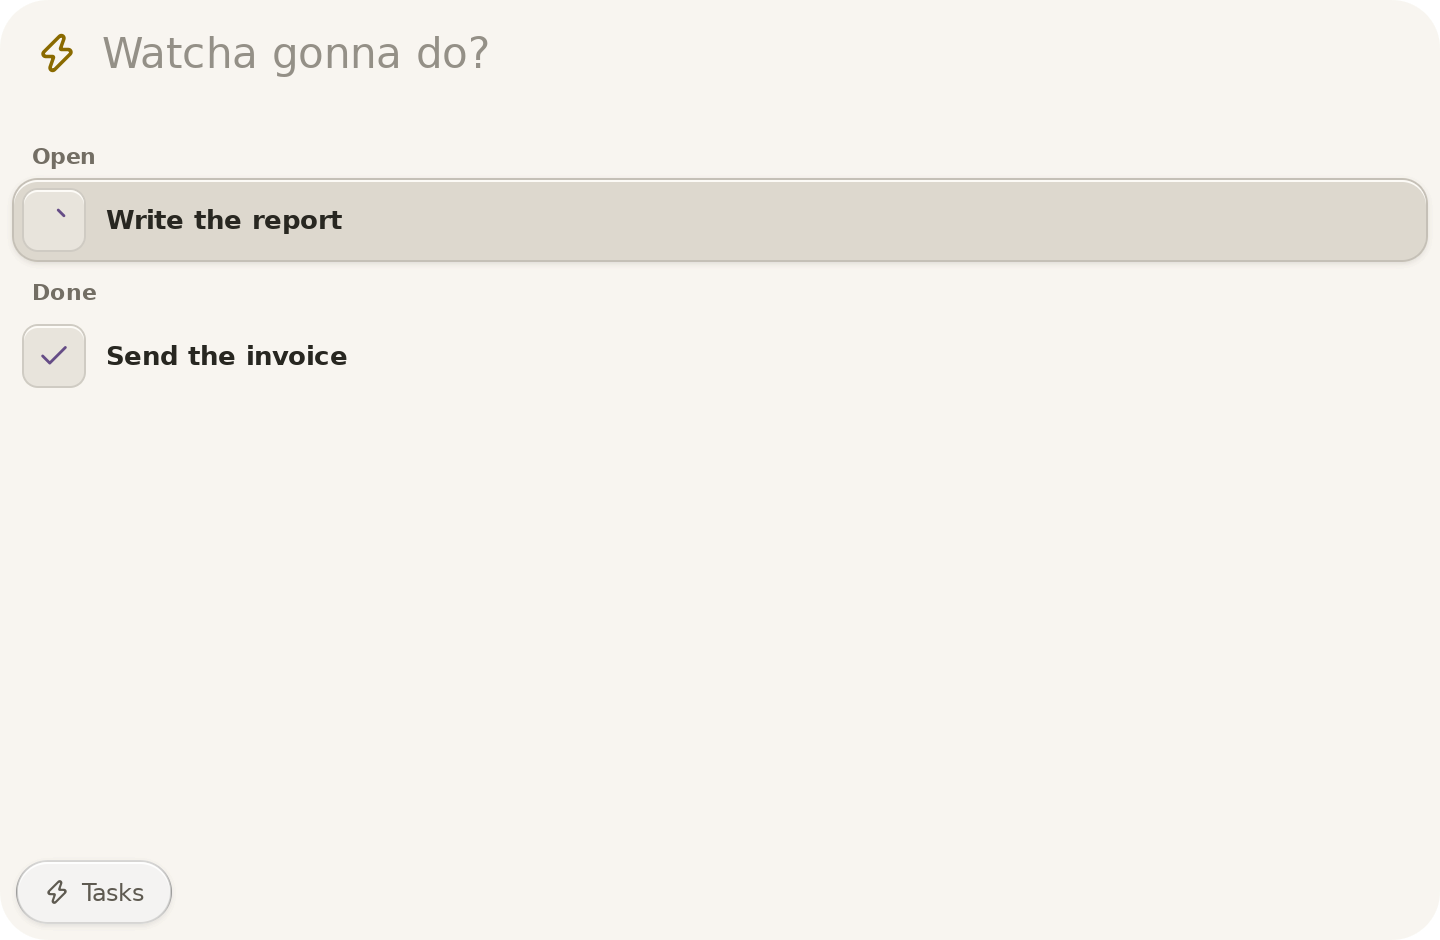 Watcha gonna do?
Open
Write the report
Done
Send the invoice
Tasks